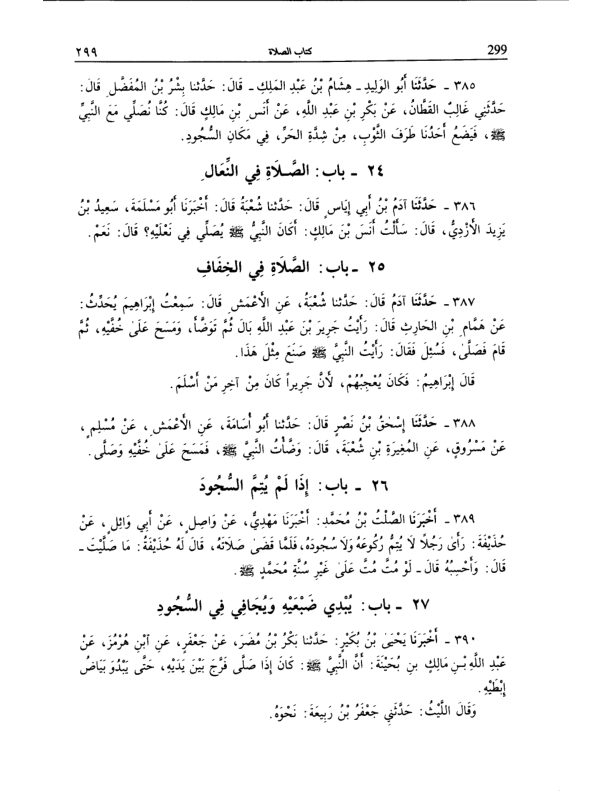 299 كتاب الصلاة ٢٩٩
٣٨٥ - حَدَّثَنَا أَبُو الوَلِيدِ - هِشَامُ بْنُ عَبْدِ المَلِكِ - قَالَ: حَدَّثنا بِشْرُ بْنُ المُفَضَّلِ قَالَ:
حَدَّثَنِي غَالِبٌ القَطَّانُ، عَنْ بَكْرِ بْنِ عَبْدِ اللَّهِ، عَنْ أَنَسِ بْنِ مَالِكٍ قَالَ: كُنَّا نُصَلِّي مَعَ النَّبِيِّ
ﷺ، فَيَضَعُ أَحَدُنَا طَرَفَ الثَّوْبِ، مِنْ شِدَّةِ الحَرِّ، فِي مَكَانِ السُّجُودِ.
٢٤ - باب: الصَّلاَةِ فِي النِّعَالِ
٣٨٦ - حَدَّثَنَا آدَمُ بْنُ أَبِي إِيَاسٍ قَالَ: حَدَّثنا شُعْبَةُ قَالَ: أَخْبَرَنَا أَبُو مَسْلَمَةَ، سَعِيدُ بْنُ
يَزِيدَ الأَزْدِيُّ، قَالَ: سَأَلْتُ أَنَسَ بْنَ مَالِكٍ: أَكَانَ النَّبِيُّ ﷺ يُصَلِّي فِي نَعْلَيْهِ؟ قَالَ: نَعَمْ.
٢٥ - باب: الصَّلاَةِ فِي الخِفَافِ
٣٨٧ - حَدَّثَنَا آدَمُ قَالَ: حَدَّثنا شُعْبَةُ، عَنِ الأَعْمَشِ قَالَ: سَمِعْتُ إِبْرَاهِيمَ يُحَدِّثُ:
عَنْ هَمَّامِ بْنِ الحَارِثِ قَالَ: رَأَيْتُ جَرِيرَ بْنَ عَبْدِ اللَّهِ بَالَ ثُمَّ تَوَضَّأَ، وَمَسَحَ عَلَىٰ خُفَّيْهِ، ثُمَّ
قَامَ فَصَلَّىٰ، فَسُئِلَ فَقَالَ: رَأَيْتُ النَّبِيَّ ﷺ صَنَعَ مِثْلَ هَذَا.
قَالَ إِبْرَاهِيمُ: فَكَانَ يُعْجِبُهُمْ، لأَنَّ جَرِيراً كَانَ مِنْ آخِرِ مَنْ أَسْلَمَ.
٣٨٨ - حَدَّثَنَا إِسْحٰقُ بْنُ نَصْرٍ قَالَ: حَدَّثنا أَبُو أُسَامَةَ، عَنِ الأَعْمَشِ، عَنْ مُسْلِمٍ،
عَنْ مَسْرُوقٍ، عَنِ المُغِيرَةِ بْنِ شُعْبَةَ، قَالَ: وَضَّأْتُ النَّبِيَّ ﷺ، فَمَسَحَ عَلَىٰ خُفَّيْهِ وَصَلَّى.
٢٦ - باب: إِذَا لَمْ يُتِمَّ السُّجُودَ
٣٨٩ - أَخْبَرَنَا الصَّلْتُ بْنُ مُحَمَّدٍ: أَخْبَرَنَا مَهْدِيٌّ، عَنْ وَاصِلٍ، عَنْ أَبِي وَائِلٍ، عَنْ
حُذَيْفَةَ: رَأَىٰ رَجُلاً لاَ يُتِمُّ رُكُوعَهُ وَلاَ سُجُودَهُ، فَلَمَّا قَضَىٰ صَلاَتَهُ، قَالَ لَهُ حُذَيْفَةُ: مَا صَلَّيْتَ -
قَالَ: وَأَحْسِبُهُ قَالَ - لَوْ مُتَّ مُتَّ عَلَىٰ غَيْرِ سُنَّةِ مُحَمَّدٍ ﷺ.
٢٧ - باب: يُبْدِي ضَبْعَيْهِ وَيُجَافِي فِي السُّجُودِ
٣٩٠ - أَخْبَرَنَا يَحْيَىٰ بْنُ بُكَيْرٍ: حَدَّثنا بَكْرُ بْنُ مُضَرَ، عَنْ جَعْفَرٍ، عَنِ ٱبْنِ هُرْمُزَ، عَنْ
عَبْدِ اللَّهِ بْنِ مَالِكٍ بنِ بُحَيْنَةَ: أَنَّ النَّبِيَّ ﷺ: كَانَ إِذَا صَلَّى فَرَّجَ بَيْنَ يَدَيْهِ، حَتَّى يَبْدُوَ بَيَاضُ
إِبْطَيْهِ.
وَقَالَ اللَّيْثُ: حَدَّثَنِي جَعْفَرُ بْنُ رَبِيعَةَ: نَحْوَهُ.